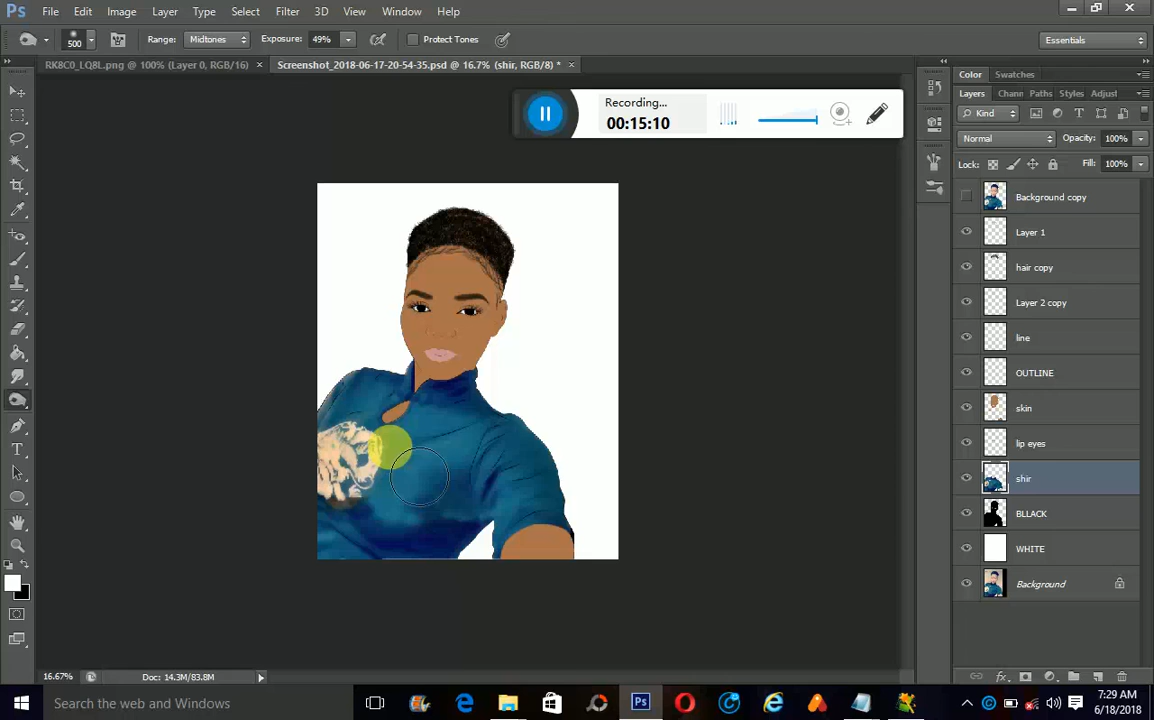 Ps File Edit Image Layer Type Select Filter 3D View Window Help
500 Range: Midtones Exposure: 49% Protect Tones Essentials
RK8C0_LQ8L.png @ 100% (Layer 0, RGB/16) × Screenshot_2018-06-17-20-54-35.psd @ 16.7% (shir, RGB/8) * ×
Color Swatches
Layers Chann Paths Styles Adjust
Recording...
00:15:10
Kind
Normal Opacity: 100%
Lock: Fill: 100%
Background copy
Layer 1
hair copy
Layer 2 copy
line
OUTLINE
skin
lip eyes
shir
BLLACK
WHITE
Background
16.67% Doc: 14.3M/83.8M
Search the web and Windows
7:29 AM
6/18/2018